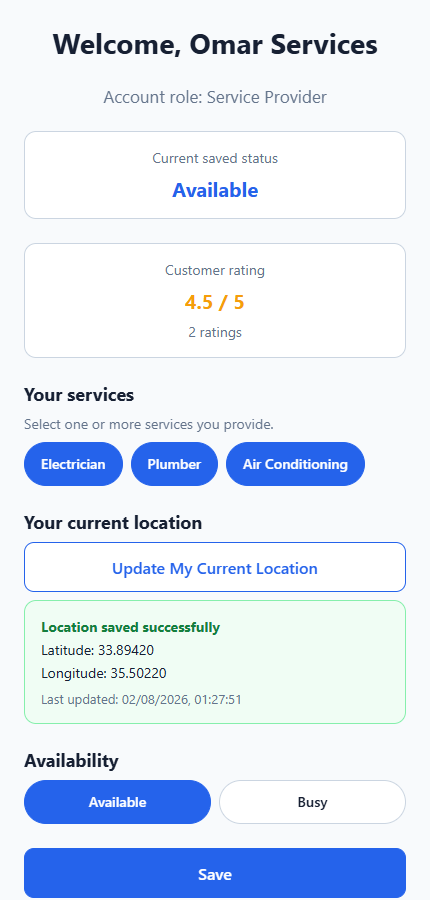 Welcome, Omar Services
Account role: Service Provider
Current saved status
Available
Customer rating
4.5 / 5
2 ratings
Your services
Select one or more services you provide.
Electrician
Plumber
Air Conditioning
Your current location
Update My Current Location
Location saved successfully
Latitude: 33.89420
Longitude: 35.50220
Last updated: 02/08/2026, 01:27:51
Availability
Available
Busy
Save